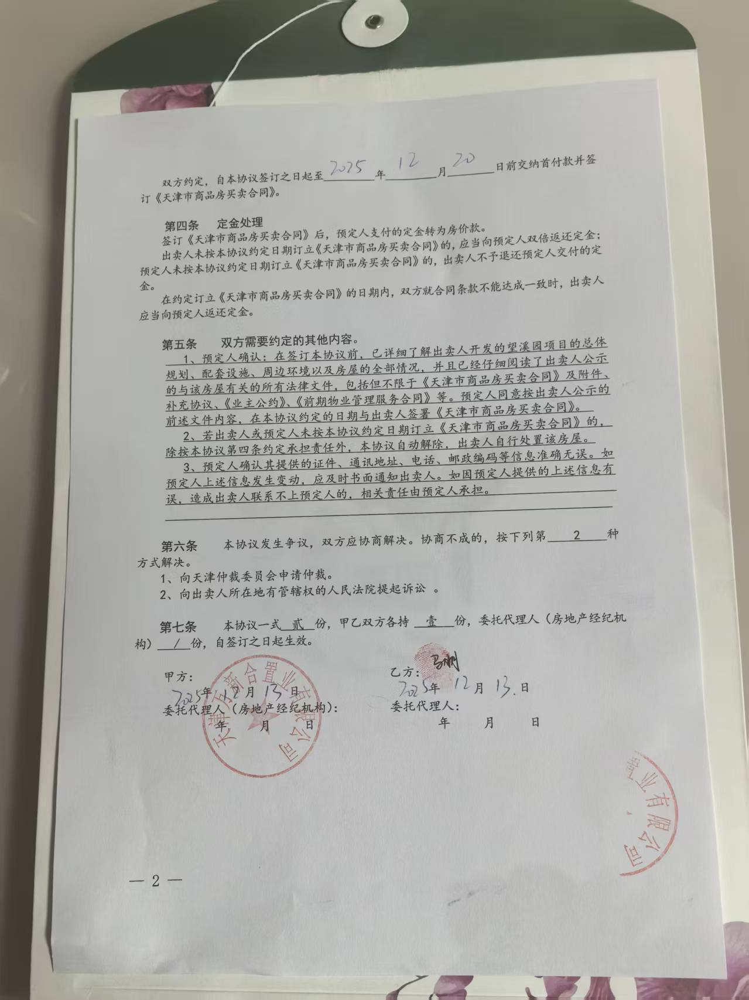 双方约定，自本协议签订之日起至2025年12月20日前交纳首付款并签
订《天津市商品房买卖合同》。
第四条 定金处理
签订《天津市商品房买卖合同》后，预定人支付的定金转为房价款。
出卖人未按本协议约定日期订立《天津市商品房买卖合同》的，应当向预定人双倍返还定金；
预定人未按本协议约定日期订立《天津市商品房买卖合同》的，出卖人不予退还预定人交付的定
金。
在约定订立《天津市商品房买卖合同》的日期内，双方就合同条款不能达成一致时，出卖人
应当向预定人返还定金。
第五条 双方需要约定的其他内容。
1、预定人确认：在签订本协议前，已详细了解出卖人开发的望溪园项目的总体
规划、配套设施、周边环境以及房屋的全部情况，并且已经仔细阅读了出卖人公示
的与该房屋有关的所有法律文件，包括但不限于《天津市商品房买卖合同》及附件、
补充协议、《业主公约》、《前期物业管理服务合同》等。预定人同意按出卖人公示的
前述文件内容，在本协议约定的日期与出卖人签署《天津市商品房买卖合同》。
2、若出卖人或预定人未按本协议约定日期订立《天津市商品房买卖合同》的，
除按本协议第四条约定承担责任外，本协议自动解除，出卖人自行处置该房屋。
3、预定人确认其提供的证件、通讯地址、电话、邮政编码等信息准确无误。如
预定人上述信息发生变动，应及时书面通知出卖人。如因预定人提供的上述信息有
误，造成出卖人联系不上预定人的，相关责任由预定人承担。
第六条 本协议发生争议，双方应协商解决。协商不成的，按下列第 2 种
方式解决。
1、向天津仲裁委员会申请仲裁。
2、向出卖人所在地有管辖权的人民法院提起诉讼 。
第七条 本协议一式 贰 份，甲乙双方各持 壹 份，委托代理人（房地产经纪机
构） / 份，自签订之日起生效。
甲方： 乙方：
2025年12月13日 2025年12月13.日
委托代理人（房地产经纪机构）： 委托代理人：
年 月 日 年 月 日
天津万新合置业有限公司
置业有限公司
— 2 —